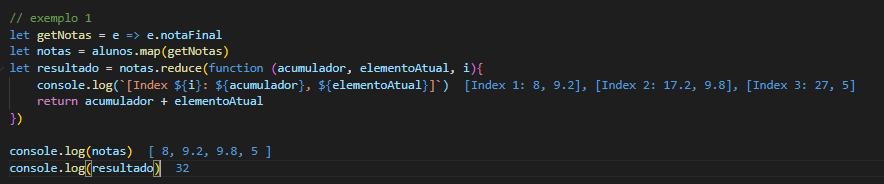 // exemplo 1
let getNotas = e => e.notaFinal
let notas = alunos.map(getNotas)
let resultado = notas.reduce(function (acumulador, elementoAtual, i){
    console.log(`[Index ${i}: ${acumulador}, ${elementoAtual}]`)  [Index 1: 8, 9.2], [Index 2: 17.2, 9.8], [Index 3: 27, 5]
    return acumulador + elementoAtual
})
console.log(notas)  [ 8, 9.2, 9.8, 5 ]
console.log(resultado)  32